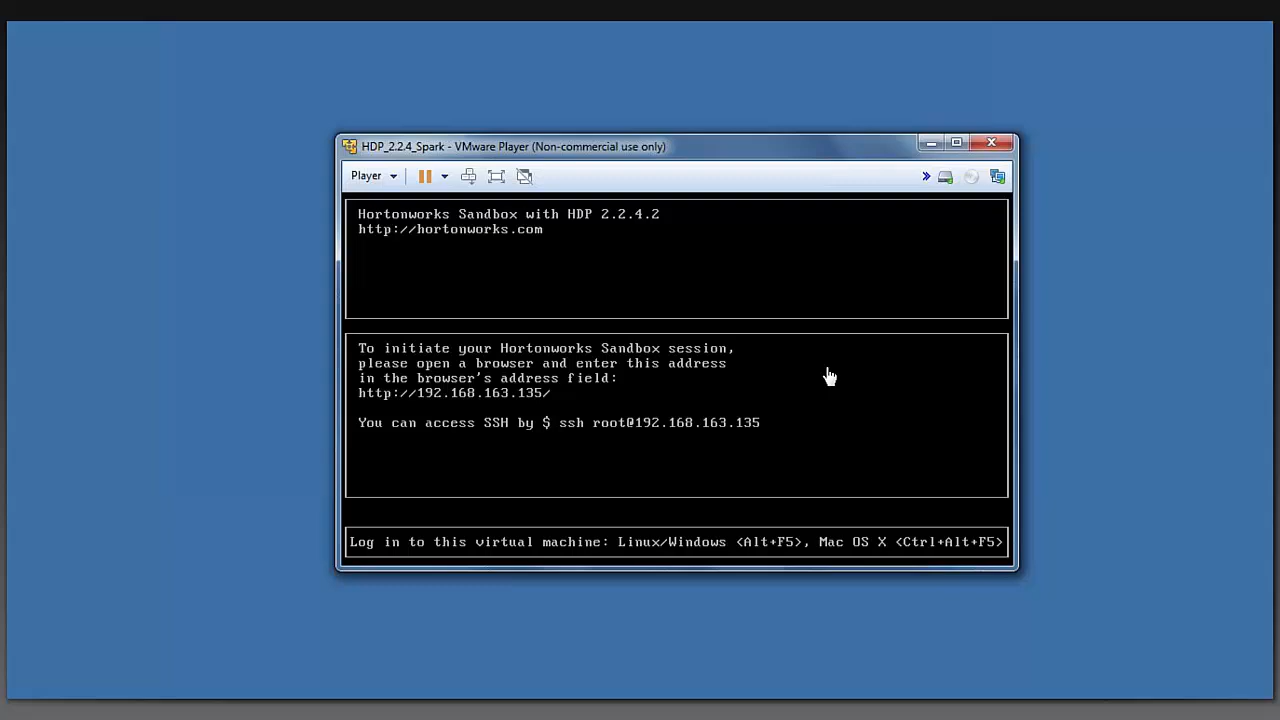 HDP_2.2.4_Spark - VMware Player (Non-commercial use only)
Player
Hortonworks Sandbox with HDP 2.2.4.2
http://hortonworks.com
To initiate your Hortonworks Sandbox session,
please open a browser and enter this address
in the browser's address field:
http://192.168.163.135/
You can access SSH by $ ssh root@192.168.163.135
Log in to this virtual machine: Linux/Windows <Alt+F5>, Mac OS X <Ctrl+Alt+F5>